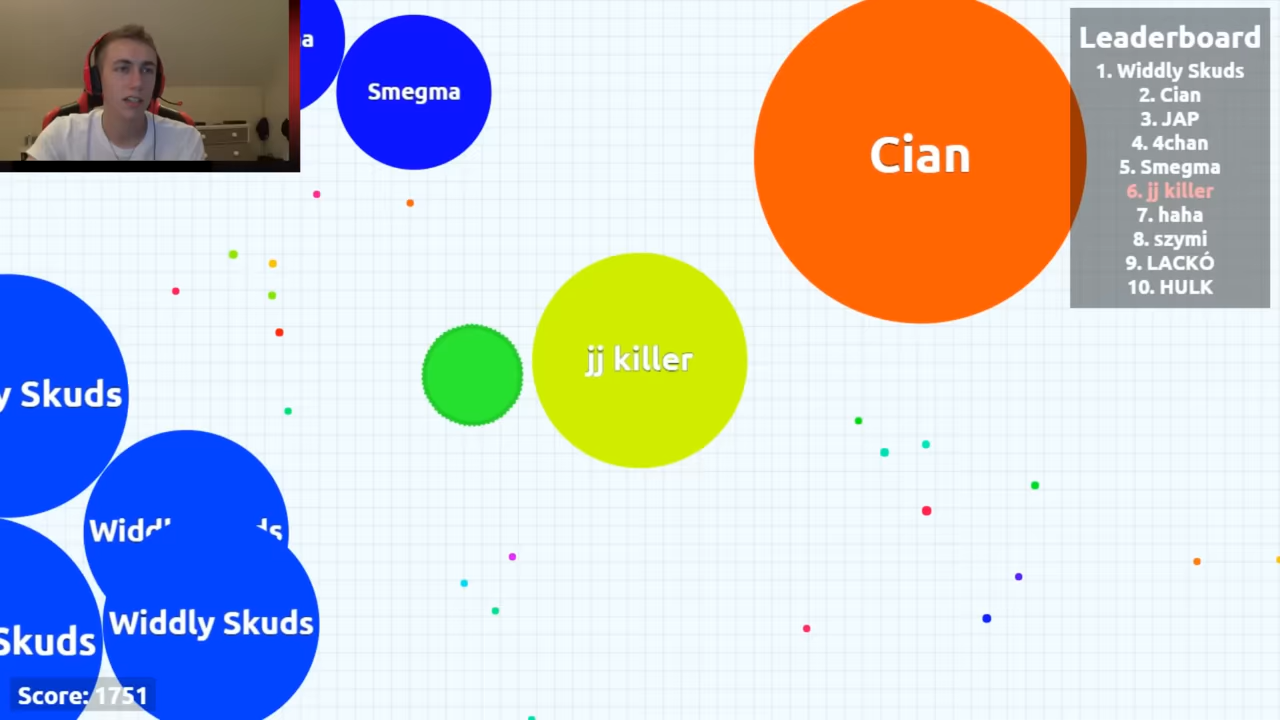 a
Smegma
Cian
jj killer
y Skuds
Widdly Skuds
Skuds
Score: 1751
Leaderboard
1. Widdly Skuds
2. Cian
3. JAP
4. 4chan
5. Smegma
6. jj killer
7. haha
8. szymi
9. LACKÓ
10. HULK